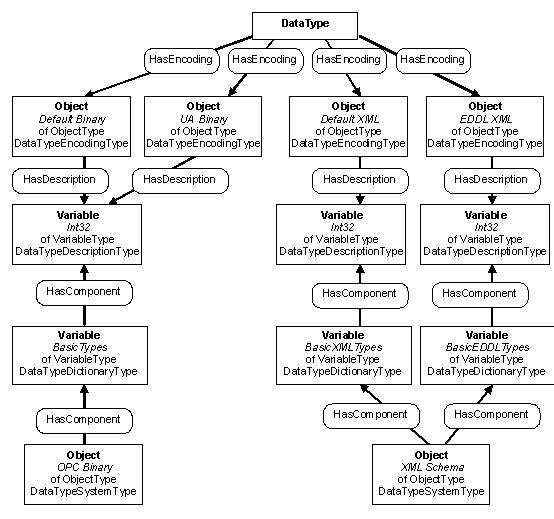 DataType
HasEncoding
HasEncoding
HasEncoding
HasEncoding
Object
Default Binary
of ObjectType
DataTypeEncodingType
Object
UA Binary
of ObjectType
DataTypeEncodingType
Object
Default XML
of ObjectType
DataTypeEncodingType
Object
EDDL XML
of ObjectType
DataTypeEncodingType
HasDescription
HasDescription
HasDescription
HasDescription
Variable
Int32
of VariableType
DataTypeDescriptionType
Variable
Int32
of VariableType
DataTypeDescriptionType
Variable
Int32
of VariableType
DataTypeDescriptionType
HasComponent
HasComponent
HasComponent
Variable
BasicTypes
of VariableType
DataTypeDictionaryType
Variable
BasicXMLTypes
of VariableType
DataTypeDictionaryType
Variable
BasicEDDLTypes
of VariableType
DataTypeDictionaryType
HasComponent
HasComponent
HasComponent
Object
OPC Binary
of ObjectType
DataTypeSystemType
Object
XML Schema
of ObjectType
DataTypeSystemType